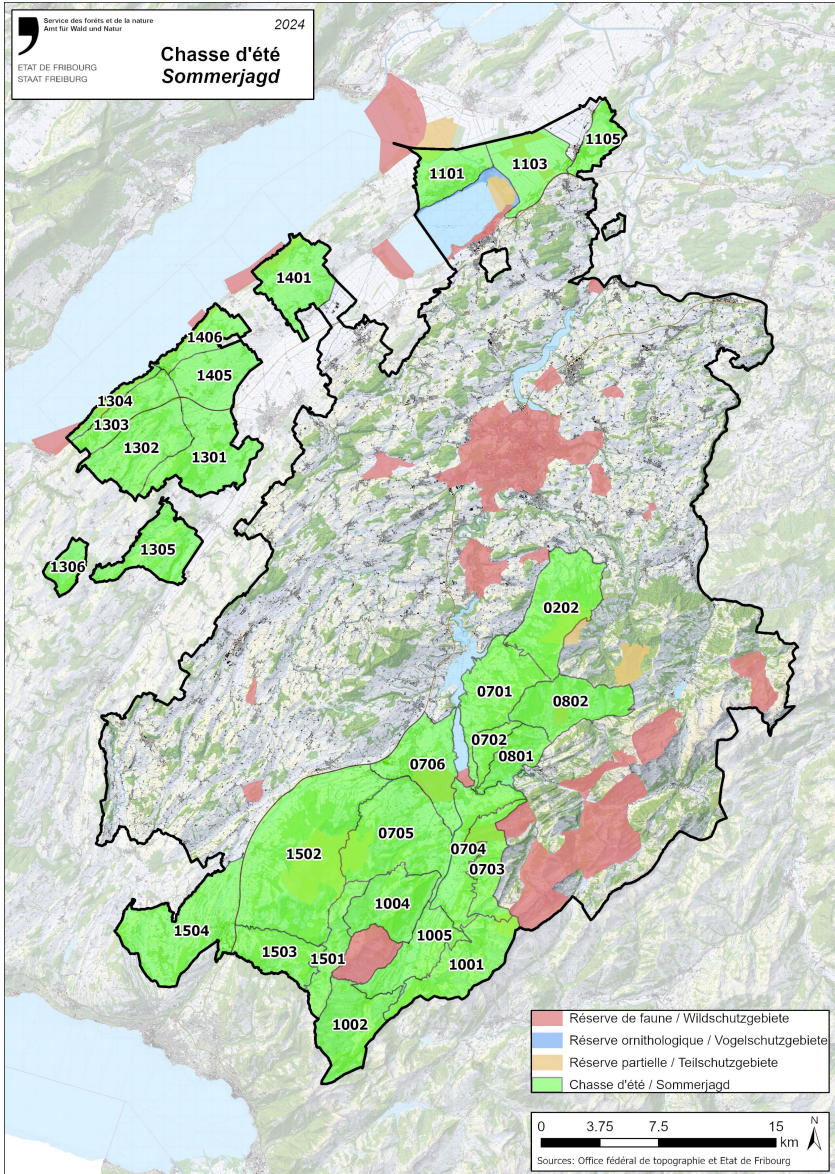 Service des forêts et de la nature
Amt für Wald und Natur
2024
ETAT DE FRIBOURG
STAAT FREIBURG
Chasse d'été
Sommerjagd
1105
1101
1103
1401
1406
1405
1304
1303
1302
1301
1305
1306
0202
0701
0802
0702
0801
0706
0705
0704
0703
1502
1004
1504
1005
1503
1501
1001
1002
Réserve de faune / Wildschutzgebiete
Réserve ornithologique / Vogelschutzgebiete
Réserve partielle / Teilschutzgebiete
Chasse d'été / Sommerjagd
0 3.75 7.5 15
km
N
Sources: Office fédéral de topographie et Etat de Fribourg